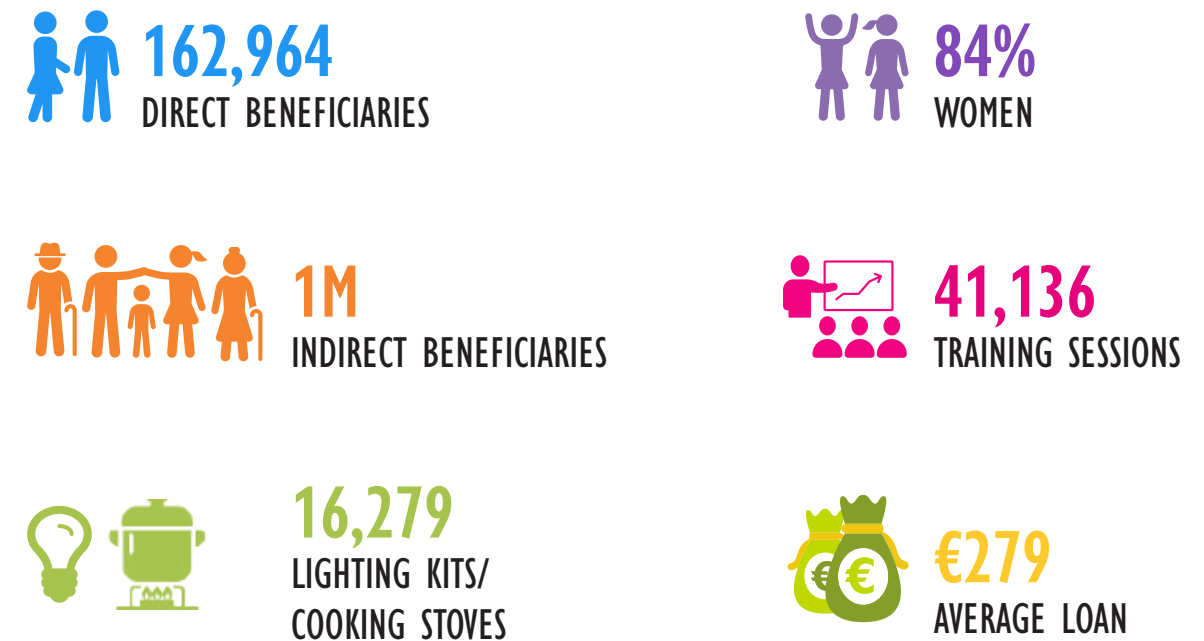 162,964
DIRECT BENEFICIARIES
84%
WOMEN
1M
INDIRECT BENEFICIARIES
41,136
TRAINING SESSIONS
16,279
LIGHTING KITS/
COOKING STOVES
€ €
€279
AVERAGE LOAN